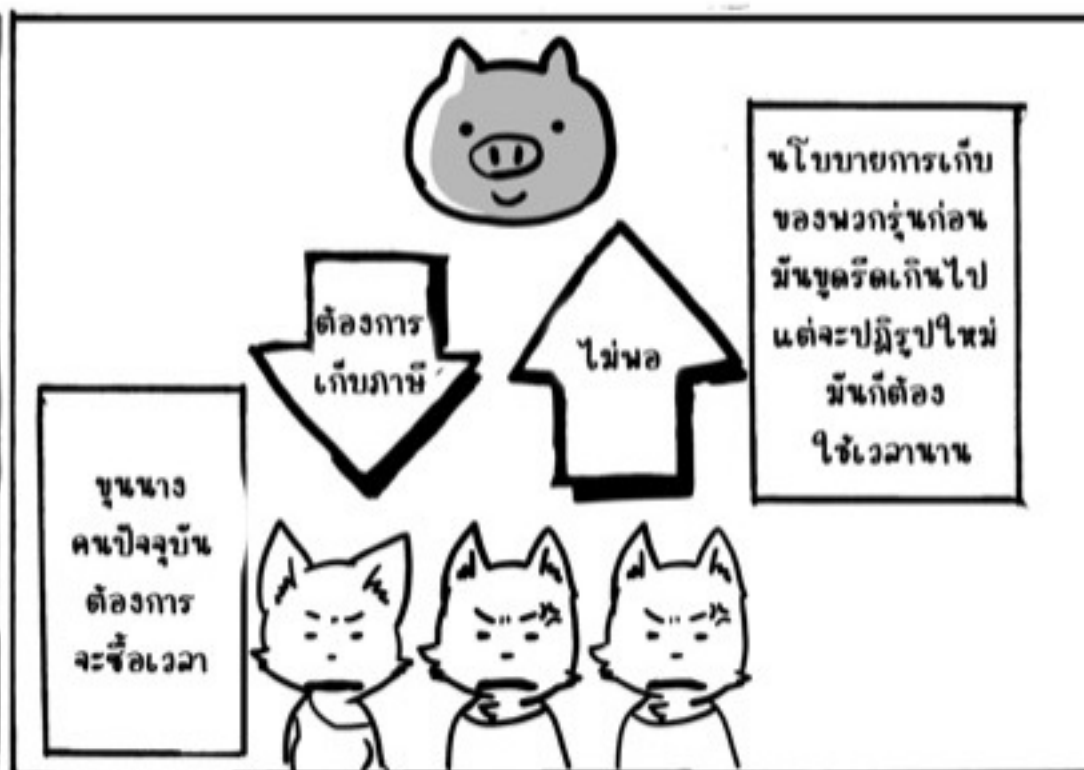 นโบบายการเก็บ
ของพวกรุ่นก่อน
มันขูดรีดเกินไป
แต่จะปฏิรูปใหม่
มันก็ต้อง
ใช้เวลานาน
ต้องการ
เก็บภาษี
ไม่พอ
ขุนนาง
คนปัจจุบัน
ต้องการ
จะซื้อเวลา